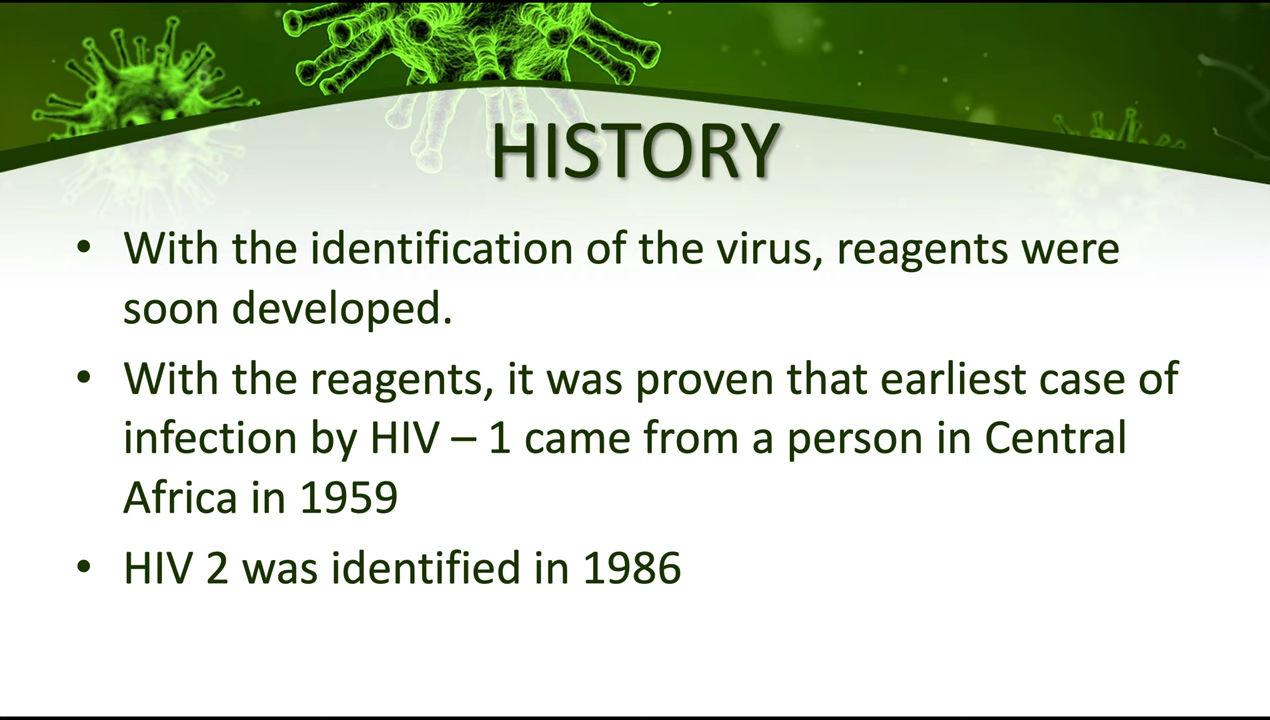 HISTORY
• With the identification of the virus, reagents were
soon developed.
• With the reagents, it was proven that earliest case of
infection by HIV – 1 came from a person in Central
Africa in 1959
• HIV 2 was identified in 1986